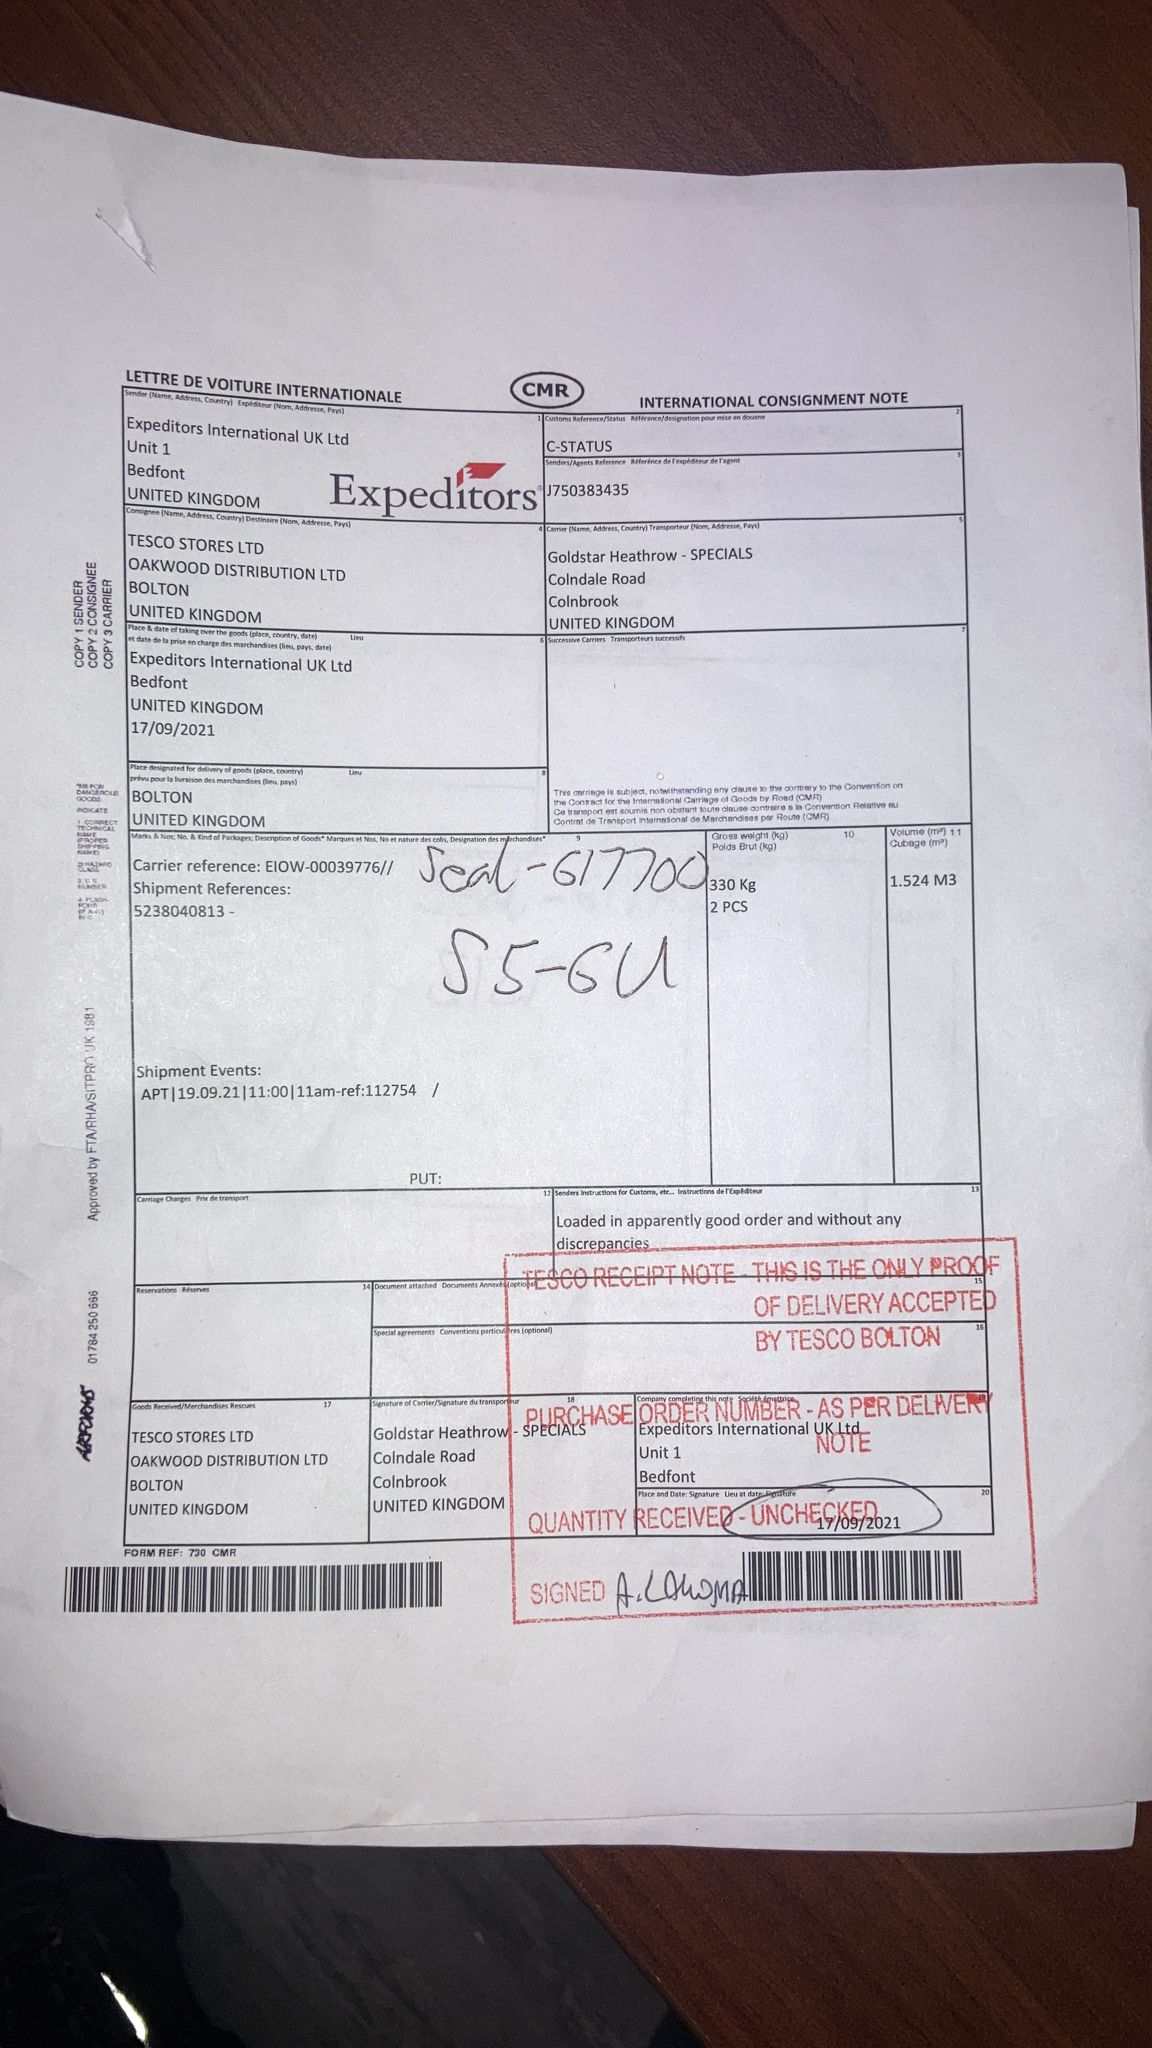 LETTRE DE VOITURE INTERNATIONALE
CMR
INTERNATIONAL CONSIGNMENT NOTE
Sender (Name, Address, Country) Expéditeur (Nom, Addresse, Pays)
1
Expeditors International UK Ltd
Unit 1
Bedfont
UNITED KINGDOM
Expeditors
Customs Reference/Status Référance/designation pour mise en douane
2
C-STATUS
Senders/Agents Reference Référence de l'expéditeur de l'agent
3
J750383435
Consignee (Name, Address, Country) Destinaire (Nom, Addresse, Pays)
4
TESCO STORES LTD
OAKWOOD DISTRIBUTION LTD
BOLTON
UNITED KINGDOM
Carrier (Name, Address, Country) Transporteur (Nom, Addresse, Pays)
5
Goldstar Heathrow - SPECIALS
Colndale Road
Colnbrook
UNITED KINGDOM
Place & date of taking over the goods (place, country, date) Lieu
et date de la prise en charge des marchandises (lieu, pays, date)
6
Expeditors International UK Ltd
Bedfont
UNITED KINGDOM
17/09/2021
Successive Carriers Transporteurs successifs
7
Place designated for delivery of goods (place, country) Lieu
prévu pour la livraison des marchandises (lieu, pays)
8
BOLTON
UNITED KINGDOM
This carriage is subject, notwithstanding any clause to the contrary to the Convention on
the Contract for the International Carriage of Goods by Road (CMR)
Ce transport est soumis non obstant toute clause contraire a la Convention Relative au
Contrat de Transport International de Marchandises par Route (CMR)
Marks & Nos; No. & Kind of Packages; Description of Goods* Marques et Nos, No et nature des colis, Designation des marchandises*
9
Gross weight (kg) 10
Poids Brut (kg)
Volume (m³) 11
Cubage (m³)
Carrier reference: EIOW-00039776//
Seal-617700
330 Kg
1.524 M3
Shipment References:
2 PCS
5238040813 -
S5-6U
Shipment Events:
APT|19.09.21|11:00|11am-ref:112754 /
PUT:
Carriage Charges Prix de transport
12
Senders Instructions for Customs, etc... Instructions de l'Expéditeur
13
Loaded in apparently good order and without any
discrepancies
Reservations Réserves
14
Document attached Documents Annexés (optional)
15
Special agreements Conventions particulières (optional)
16
TESCO RECEIPT NOTE - THIS IS THE ONLY PROOF
OF DELIVERY ACCEPTED
BY TESCO BOLTON
PURCHASE ORDER NUMBER - AS PER DELIVERY
NOTE
QUANTITY RECEIVED - UNCHECKED
SIGNED
Goods Received/Merchandises Rescues 17
TESCO STORES LTD
OAKWOOD DISTRIBUTION LTD
BOLTON
UNITED KINGDOM
Signature of Carrier/Signature du transporteur 18
Goldstar Heathrow - SPECIALS
Colndale Road
Colnbrook
UNITED KINGDOM
Company completing this note Société émettrice
Expeditors International UK Ltd
Unit 1
Bedfont
Place and Date; Signature Lieu at date; Signature
20
17/09/2021
FORM REF: 730 CMR
COPY 1 SENDER
COPY 2 CONSIGNEE
COPY 3 CARRIER
DANGEROUS
GOODS
INDICATE
1 CORRECT
TECHNICAL
NAME
Approved by FTA/RHA/SITPRO UK 1981
01784 250 666